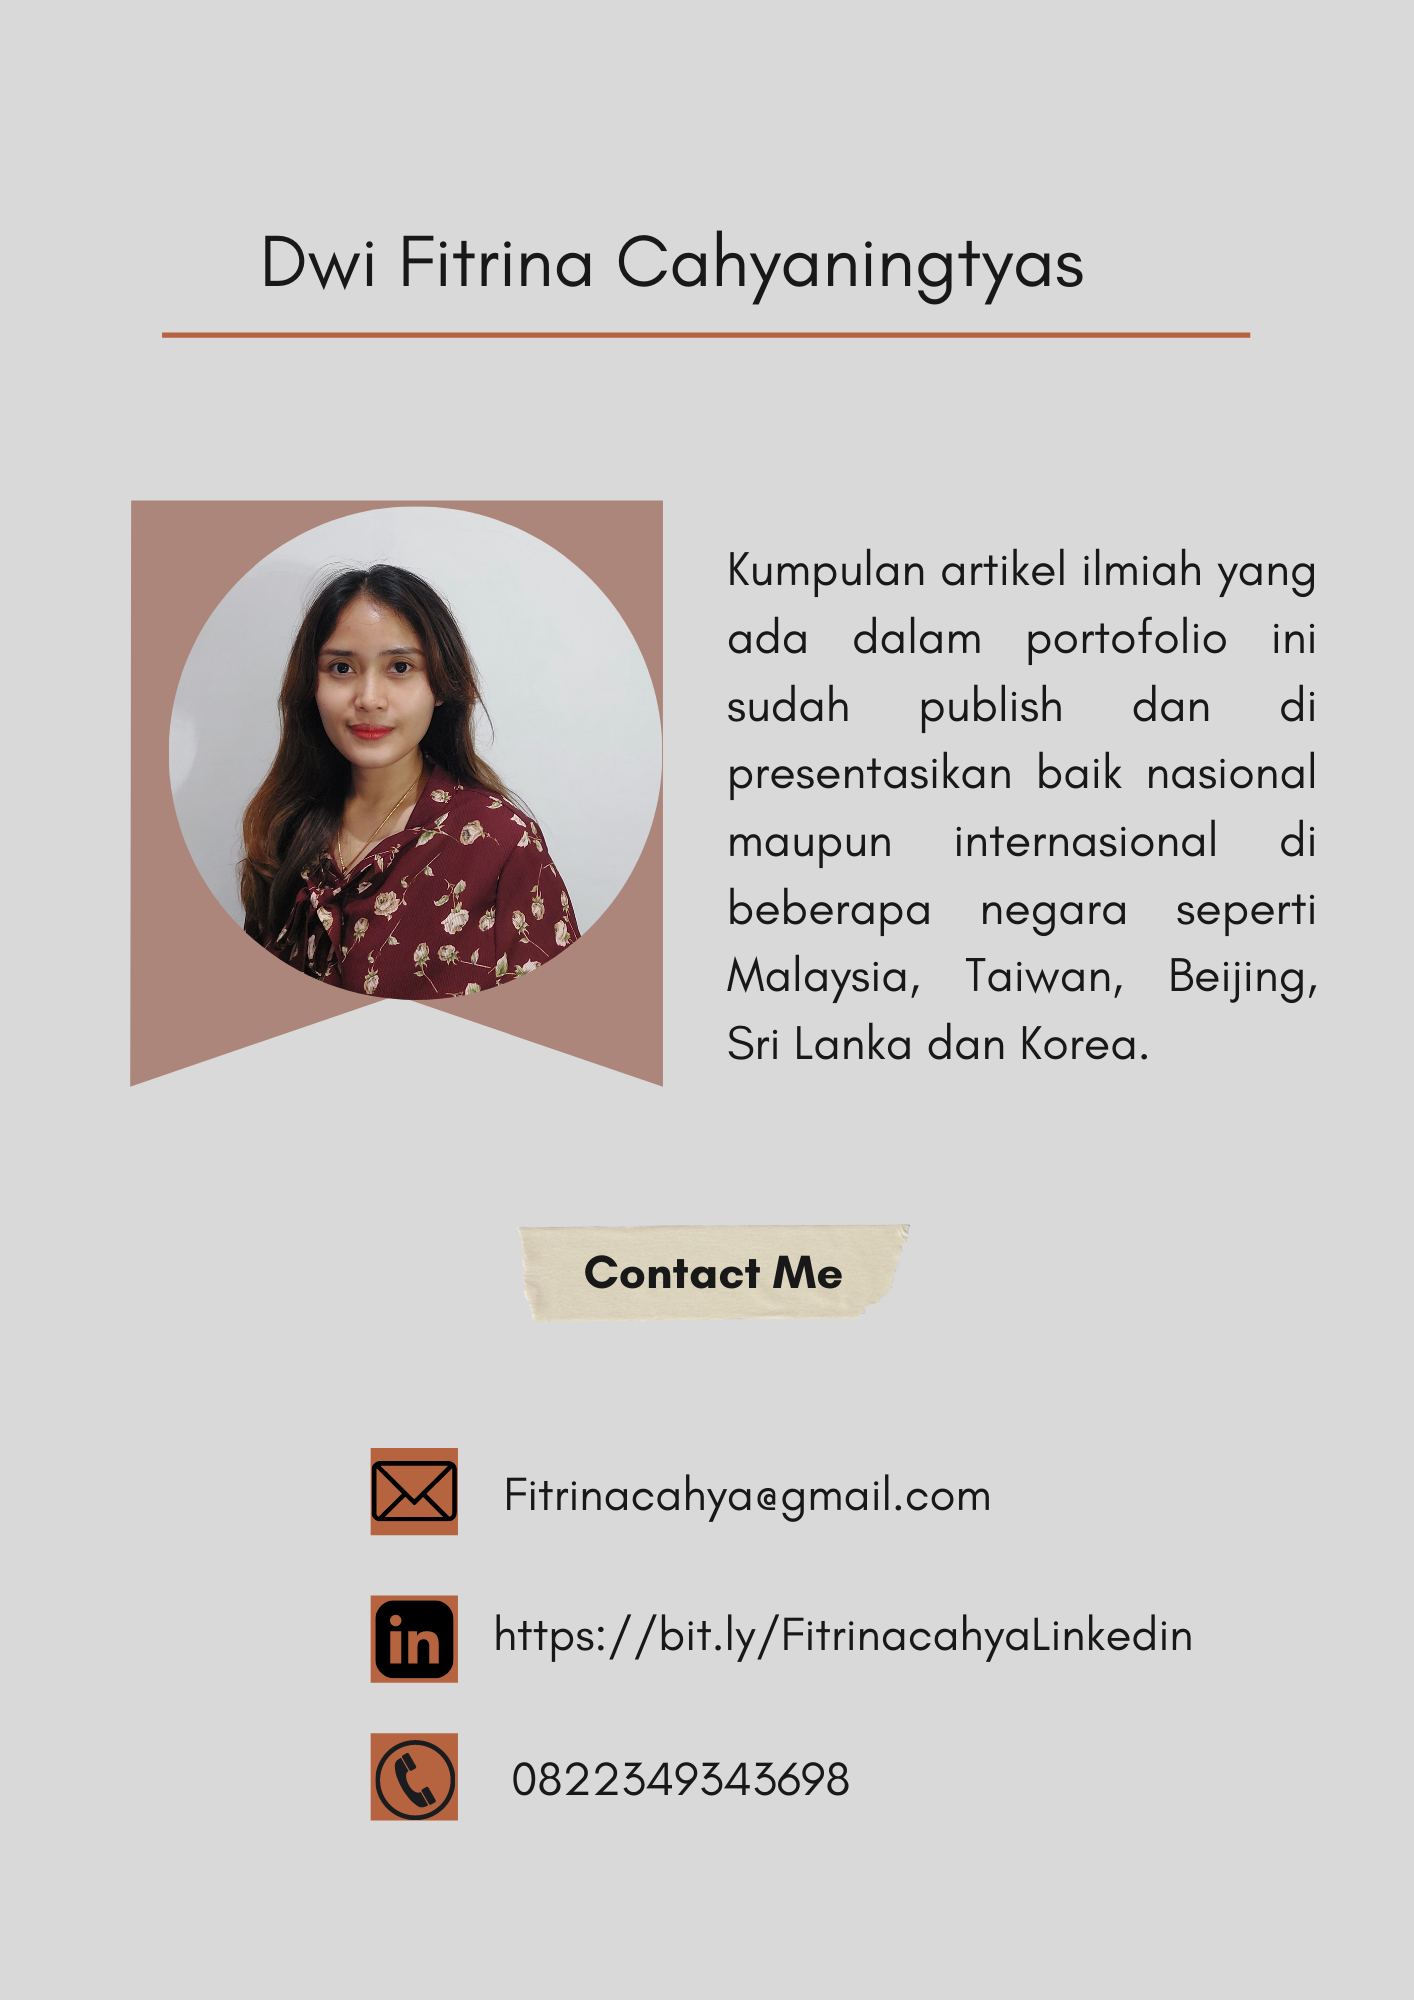 Dwi Fitrina Cahyaningtyas
Kumpulan artikel ilmiah yang
ada dalam portofolio ini
sudah publish dan di
presentasikan baik nasional
maupun internasional di
beberapa negara seperti
Malaysia, Taiwan, Beijing,
Sri Lanka dan Korea.
Contact Me
Fitrinacahya@gmail.com
in
https://bit.ly/FitrinacahyaLinkedin
0822349343698